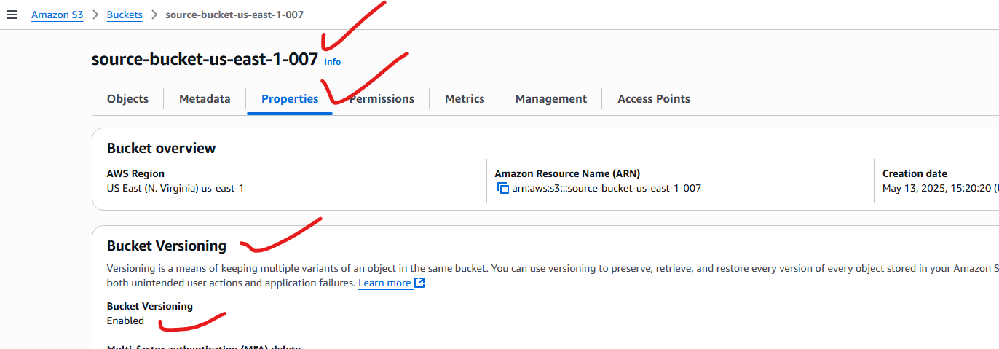 Amazon S3 > Buckets > source-bucket-us-east-1-007
source-bucket-us-east-1-007 Info
Objects Metadata Properties Permissions Metrics Management Access Points
Bucket overview
AWS Region Amazon Resource Name (ARN) Creation date
US East (N. Virginia) us-east-1 arn:aws:s3:::source-bucket-us-east-1-007 May 13, 2025, 15:20:20 (
Bucket Versioning
Versioning is a means of keeping multiple variants of an object in the same bucket. You can use versioning to preserve, retrieve, and restore every version of every object stored in your Amazon S
both unintended user actions and application failures. Learn more
Bucket Versioning
Enabled
Multi-factor authentication (MFA) delete